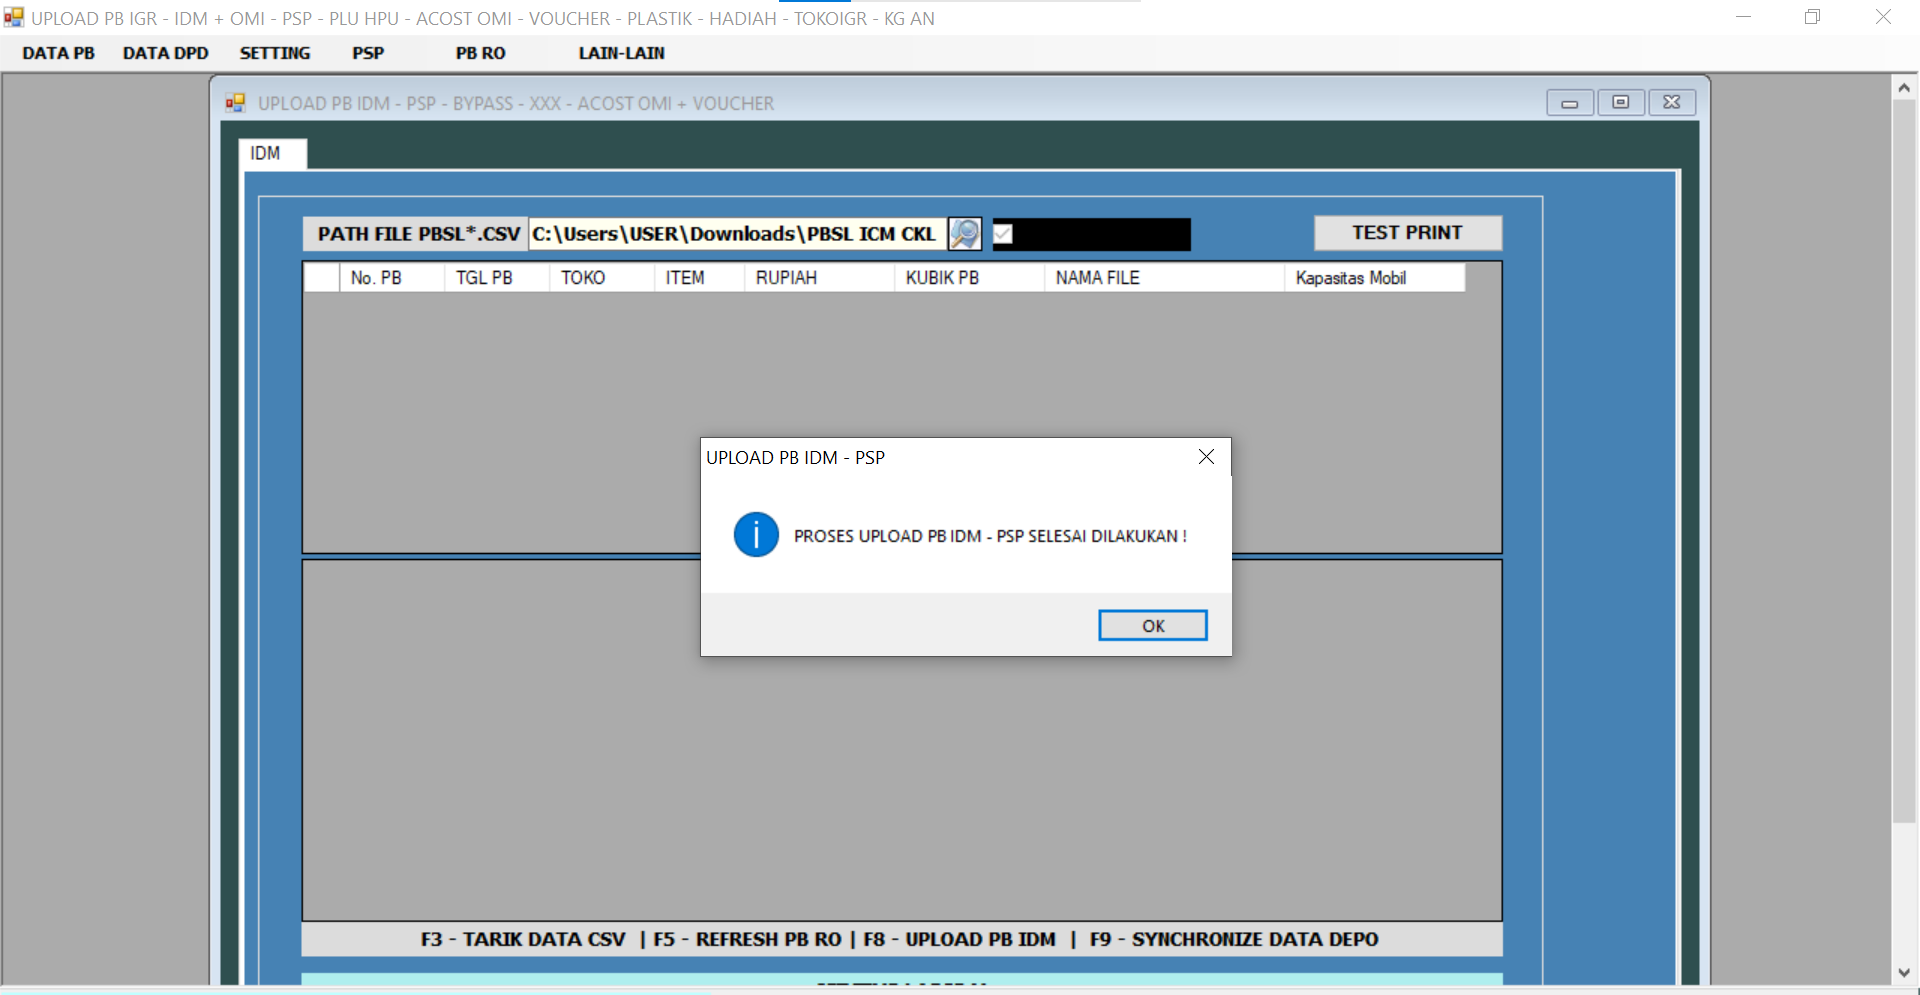 UPLOAD PB IGR - IDM + OMI - PSP - PLU HPU - ACOST OMI - VOUCHER - PLASTIK - HADIAH - TOKOIGR - KG AN
DATA PB DATA DPD SETTING PSP PB RO LAIN-LAIN
UPLOAD PB IDM - PSP - BYPASS - XXX - ACOST OMI + VOUCHER
IDM
PATH FILE PBSL*.CSV C:\Users\USER\Downloads\PBSL ICM CKL TEST PRINT
No. PB TGL PB TOKO ITEM RUPIAH KUBIK PB NAMA FILE Kapasitas Mobil
UPLOAD PB IDM - PSP
PROSES UPLOAD PB IDM - PSP SELESAI DILAKUKAN !
OK
F3 - TARIK DATA CSV | F5 - REFRESH PB RO | F8 - UPLOAD PB IDM | F9 - SYNCHRONIZE DATA DEPO